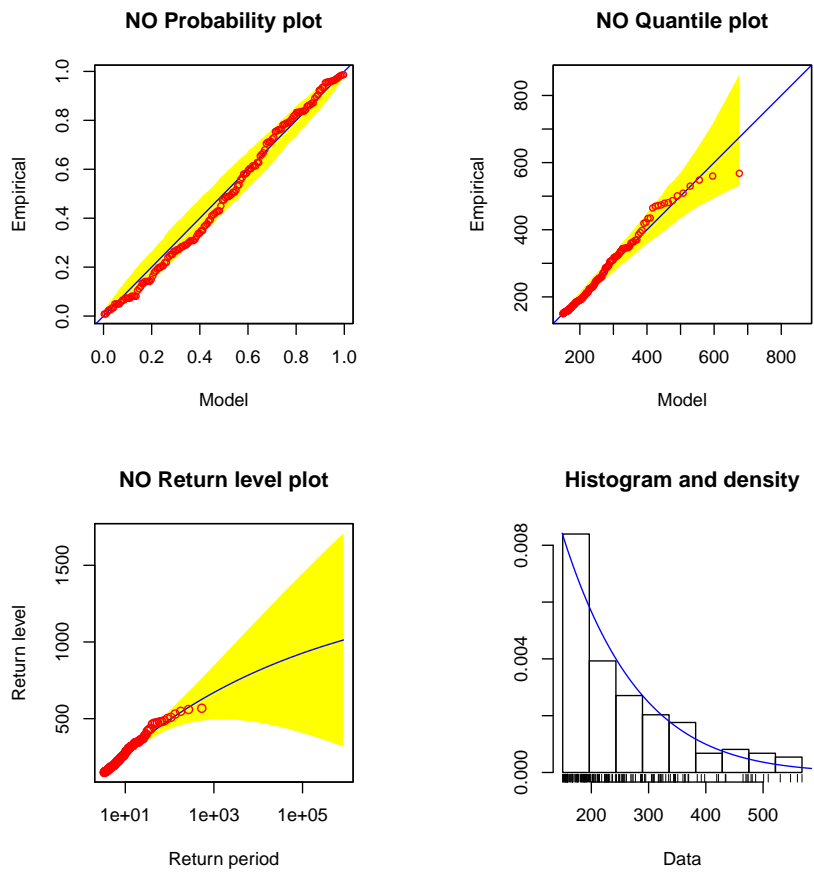 NO Probability plot
Empirical
0.0 0.2 0.4 0.6 0.8 1.0
0.0 0.2 0.4 0.6 0.8 1.0
Model
NO Quantile plot
Empirical
200 400 600 800
200 400 600 800
Model
NO Return level plot
Return level
500 1000 1500
1e+01 1e+03 1e+05
Return period
Histogram and density
0.000 0.004 0.008
200 300 400 500
Data